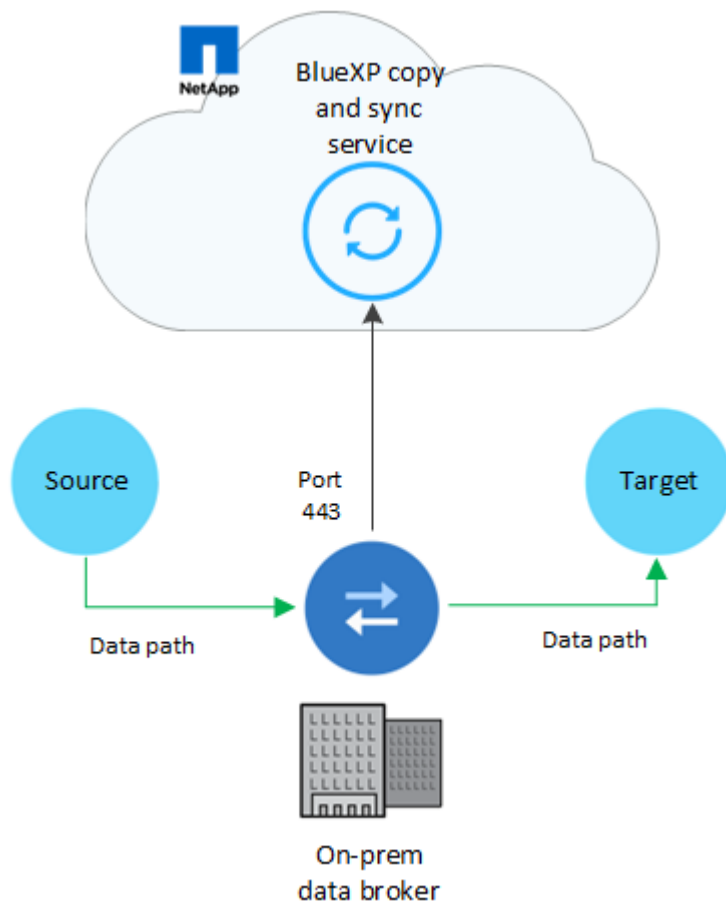 NetApp
BlueXP copy
and sync
service
Source
Port
443
Target
Data path
Data path
On-prem
data broker